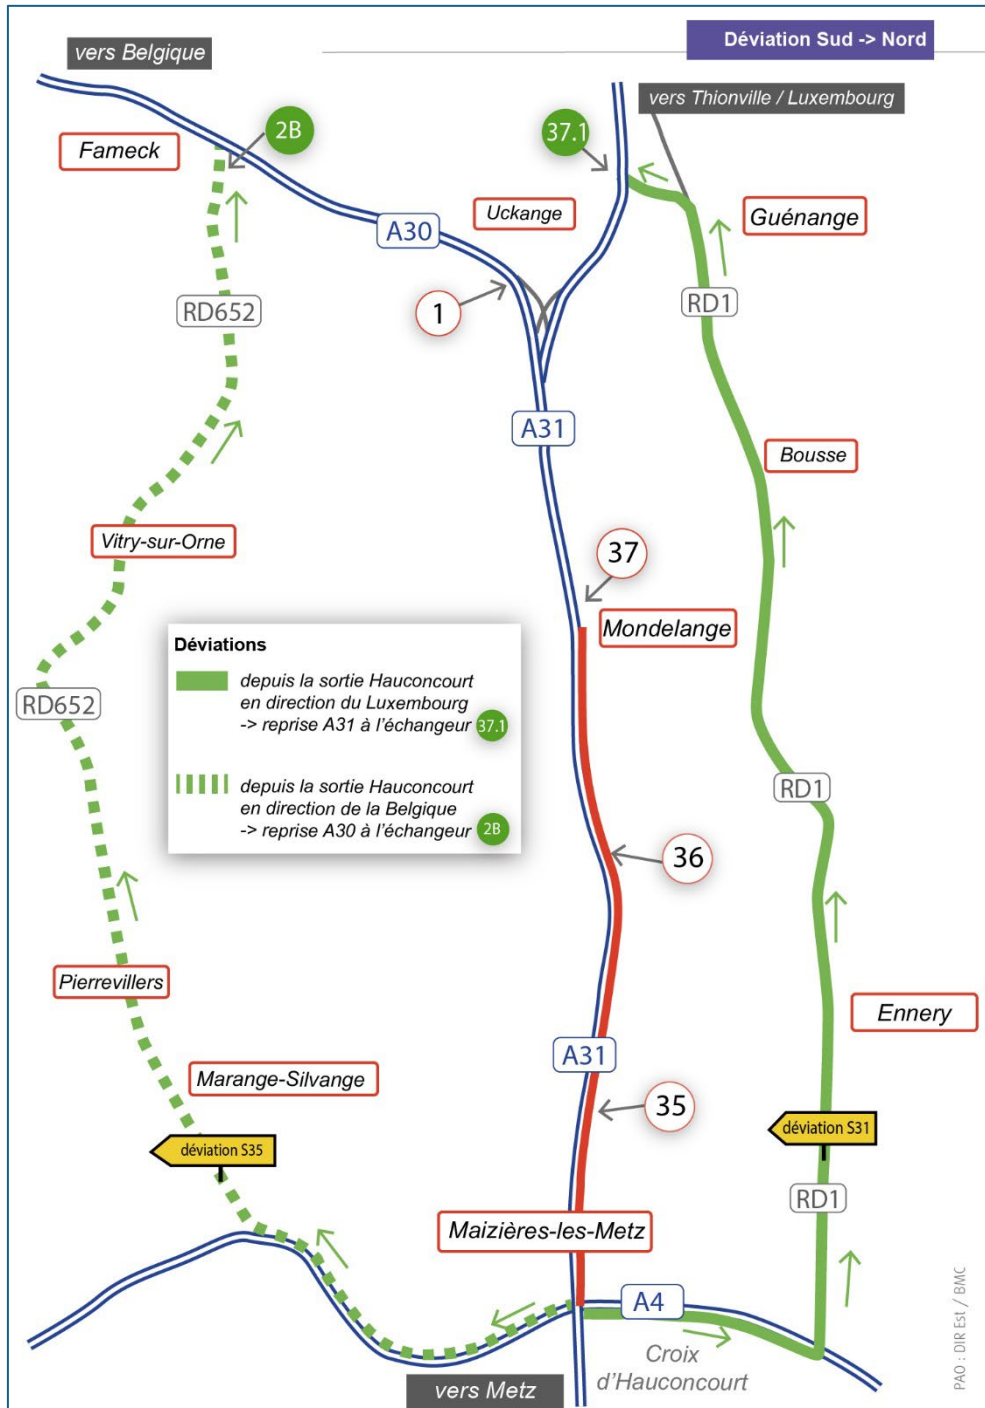 Déviation Sud -> Nord
vers Belgique
vers Thionville / Luxembourg
2B
37.1
Fameck
Uckange
Guénange
A30
RD652
1
RD1
A31
Bousse
Vitry-sur-Orne
37
Mondelange
Déviations
depuis la sortie Hauconcourt
en direction du Luxembourg
-> reprise A31 à l'échangeur 37.1
depuis la sortie Hauconcourt
en direction de la Belgique
-> reprise A30 à l'échangeur 2B
RD652
RD1
36
Pierrevillers
Ennery
A31
Marange-Silvange
35
déviation S31
déviation S35
RD1
Maizières-les-Metz
A4
Croix
d'Hauconcourt
vers Metz
PAO : DIR Est / BMC